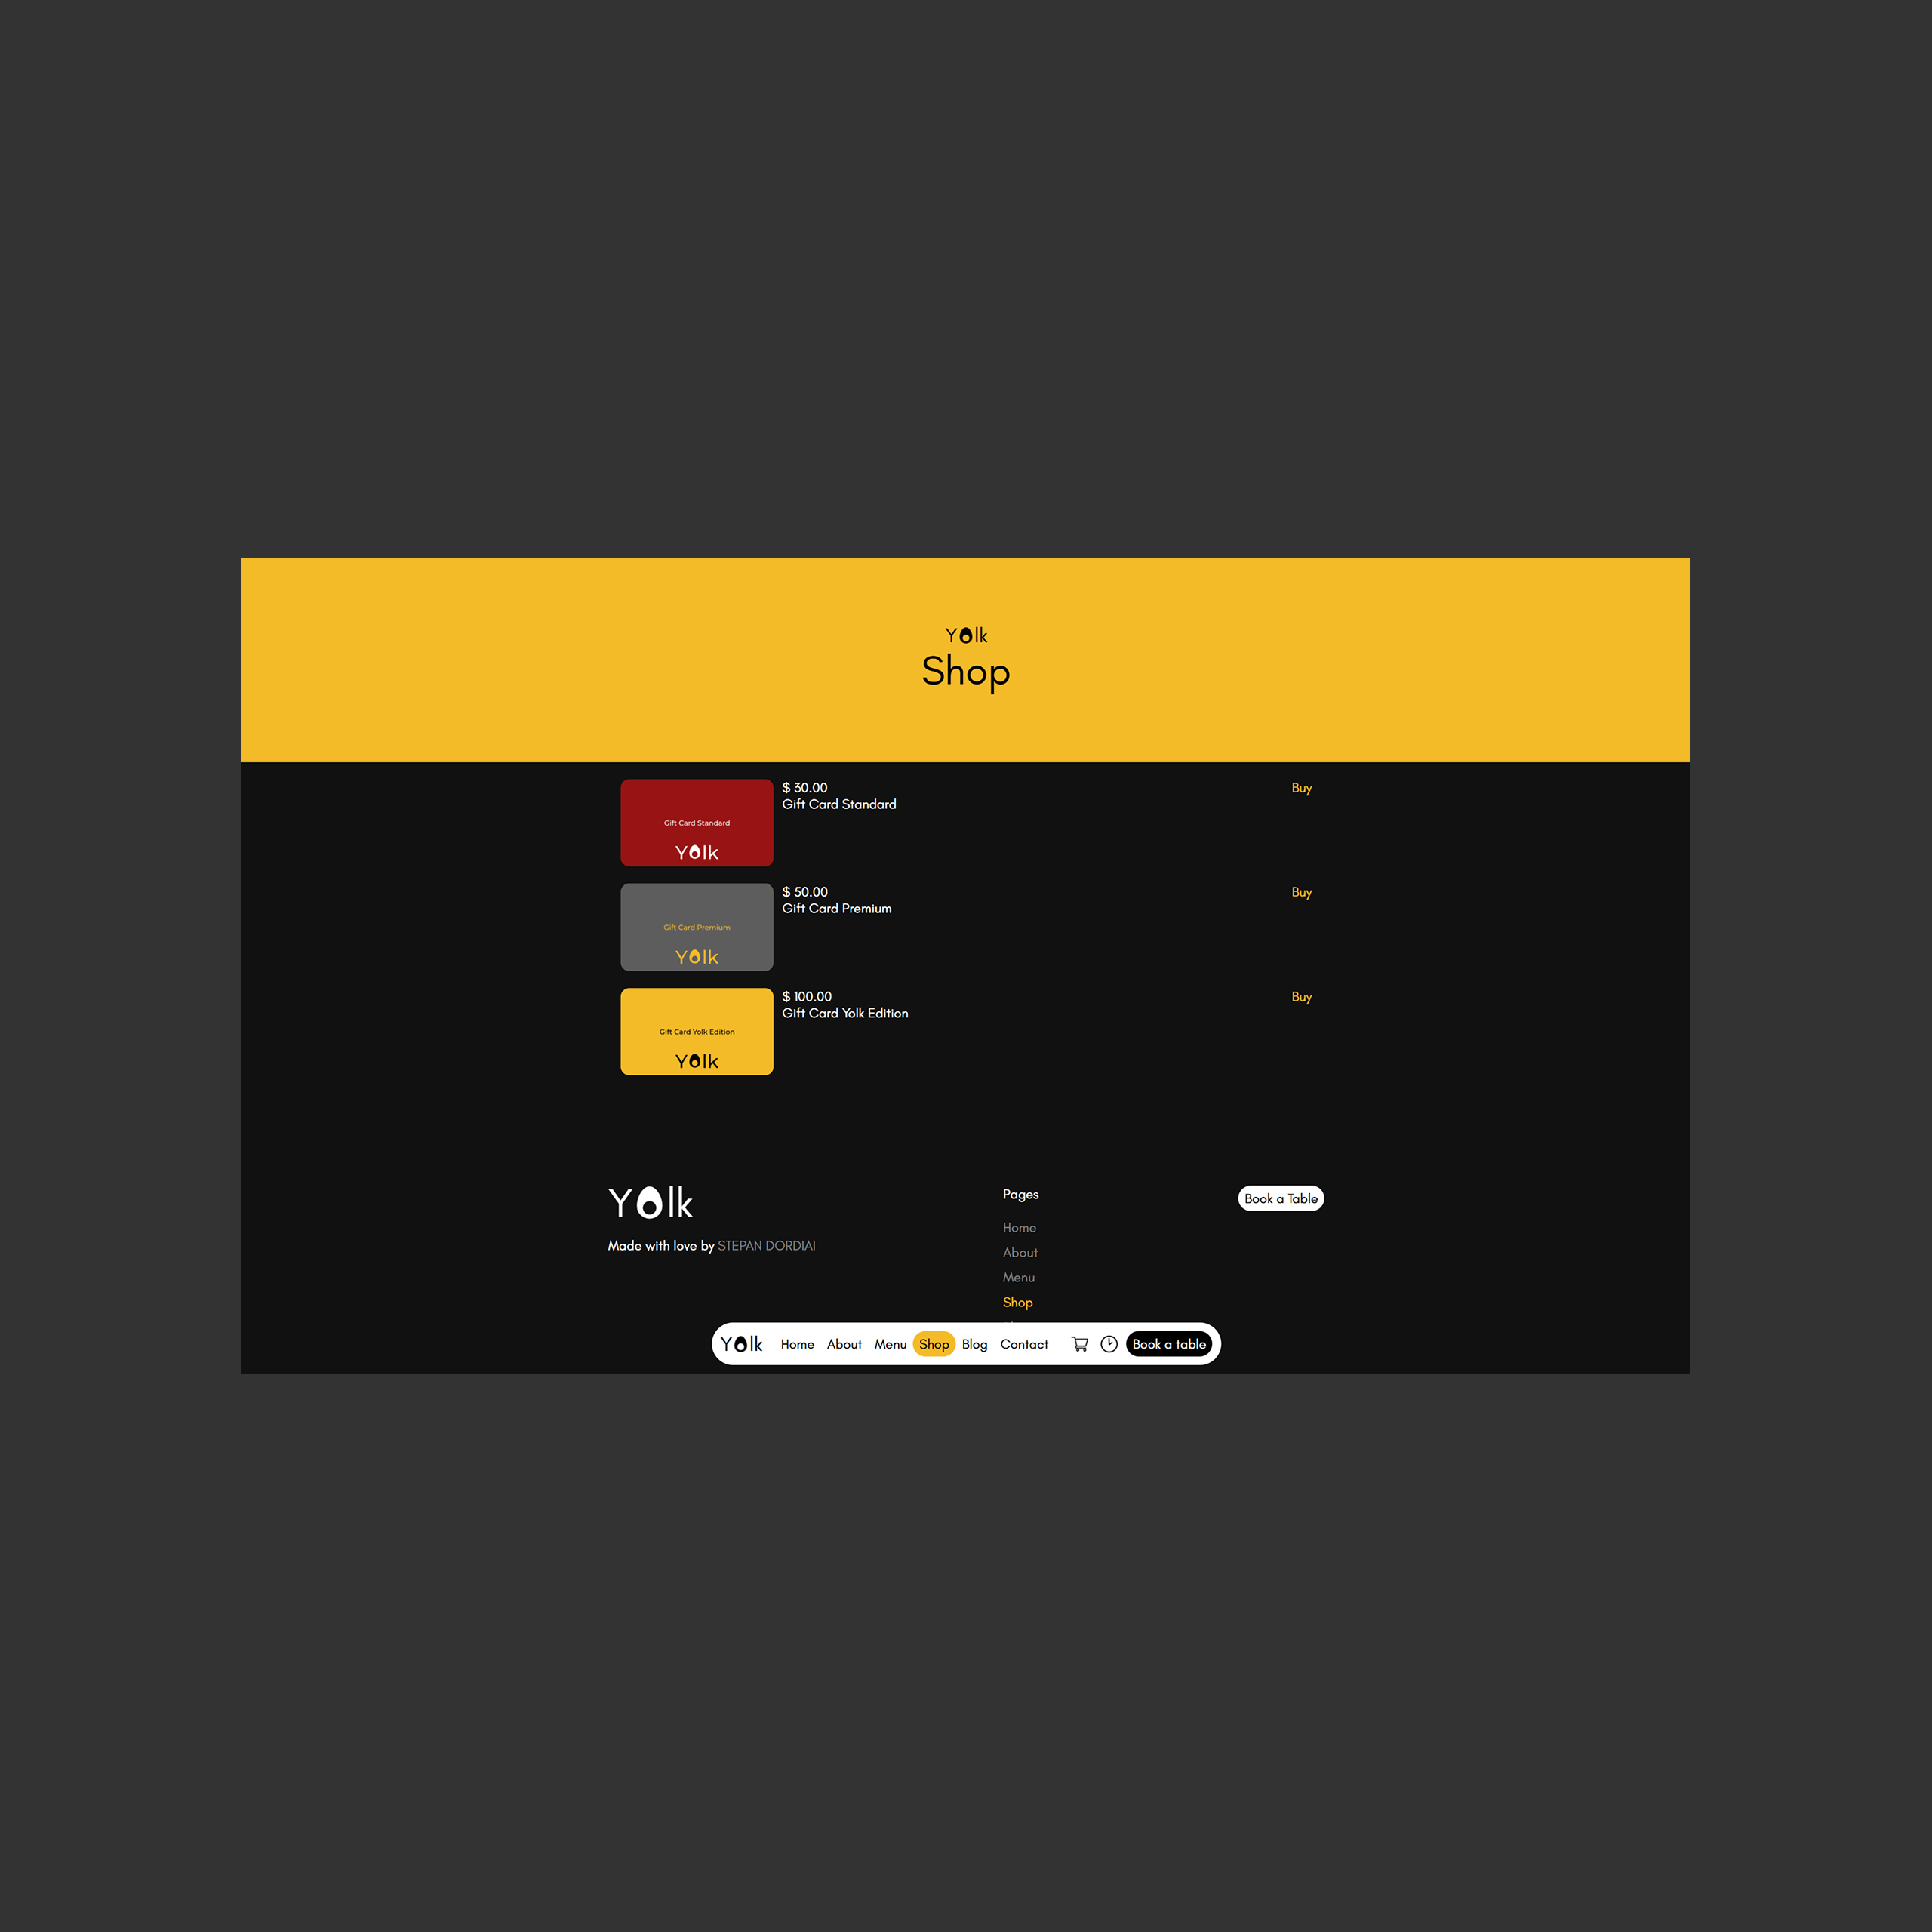 Yolk
Shop
Gift Card Standard
Yolk
$ 30.00
Gift Card Standard
Buy
Gift Card Premium
Yolk
$ 50.00
Gift Card Premium
Buy
Gift Card Yolk Edition
Yolk
$ 100.00
Gift Card Yolk Edition
Buy
Yolk
Made with love by STEPAN DORDIAI
Pages
Home
About
Menu
Shop
Book a Table
Yolk Home About Menu Shop Blog Contact Book a table